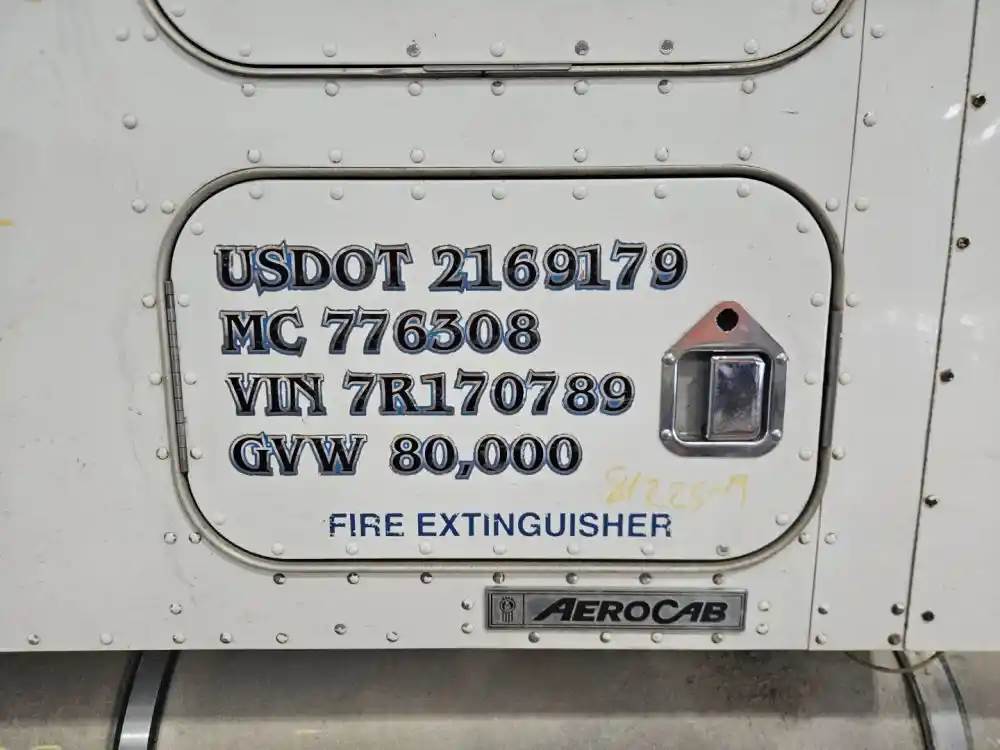 USDOT 2169179
MC 776308
VIN 7R170789
GVW 80,000
FIRE EXTINGUISHER
AEROCAB